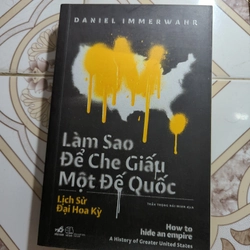 DANIEL IMMERWAHR
Làm Sao
Để Che Giấu
Một Đế Quốc
Lịch Sử
Đại Hoa Kỳ
How to
hide an empire
A History of Greater United States